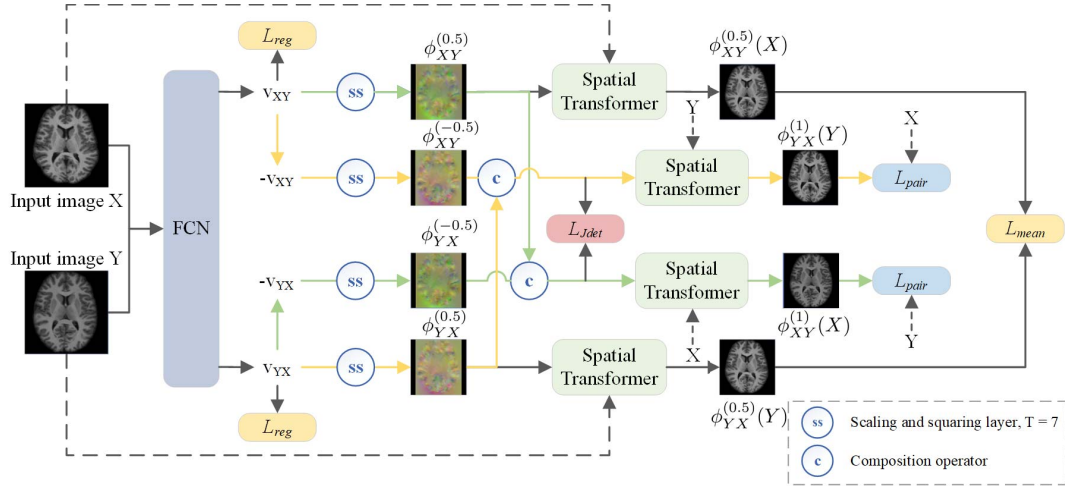 L_reg
ϕ_XY^(0.5)
ϕ_XY^(0.5)(X)
v_XY
ss
Spatial
Transformer
Y
X
ϕ_XY^(-0.5)
ϕ_YX^(1)(Y)
-v_XY
ss
c
Spatial
Transformer
L_pair
Input image X
FCN
L_Jdet
L_mean
Input image Y
ϕ_YX^(-0.5)
-v_YX
ss
c
Spatial
Transformer
L_pair
ϕ_XY^(1)(X)
ϕ_YX^(0.5)
X
Y
v_YX
ss
Spatial
Transformer
L_reg
ϕ_YX^(0.5)(Y)
ss Scaling and squaring layer, T = 7
c Composition operator